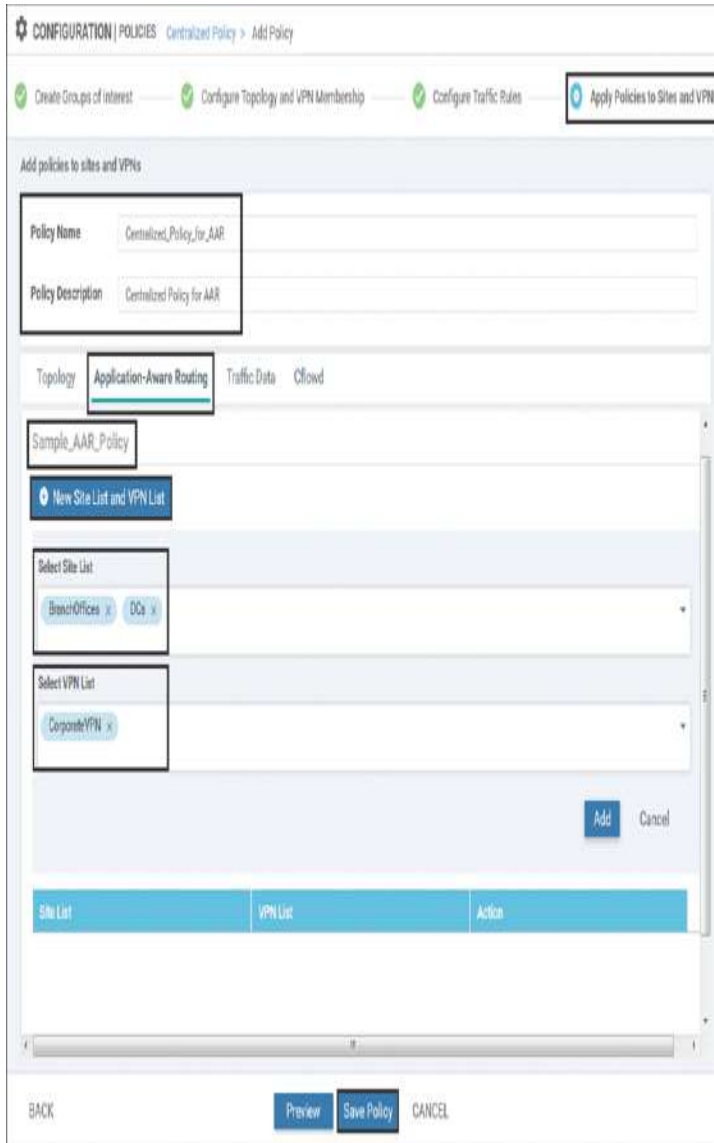 CONFIGURATION | POLICIES Centralized Policy > Add Policy
Create Groups of Interest Configure Topology and VPN Membership Configure Traffic Rules Apply Policies to Sites and VPN
Add policies to sites and VPNs
Policy Name Centralized_Policy_for_AAR
Policy Description Centralized Policy for AAR
Topology Application-Aware Routing Traffic Data Cflowd
Sample_AAR_Policy
New Site List and VPN List
Select Site List
BranchOffices x DCs x
Select VPN List
CorporateVPN x
Add Cancel
Site List VPN List Action
BACK Preview Save Policy CANCEL